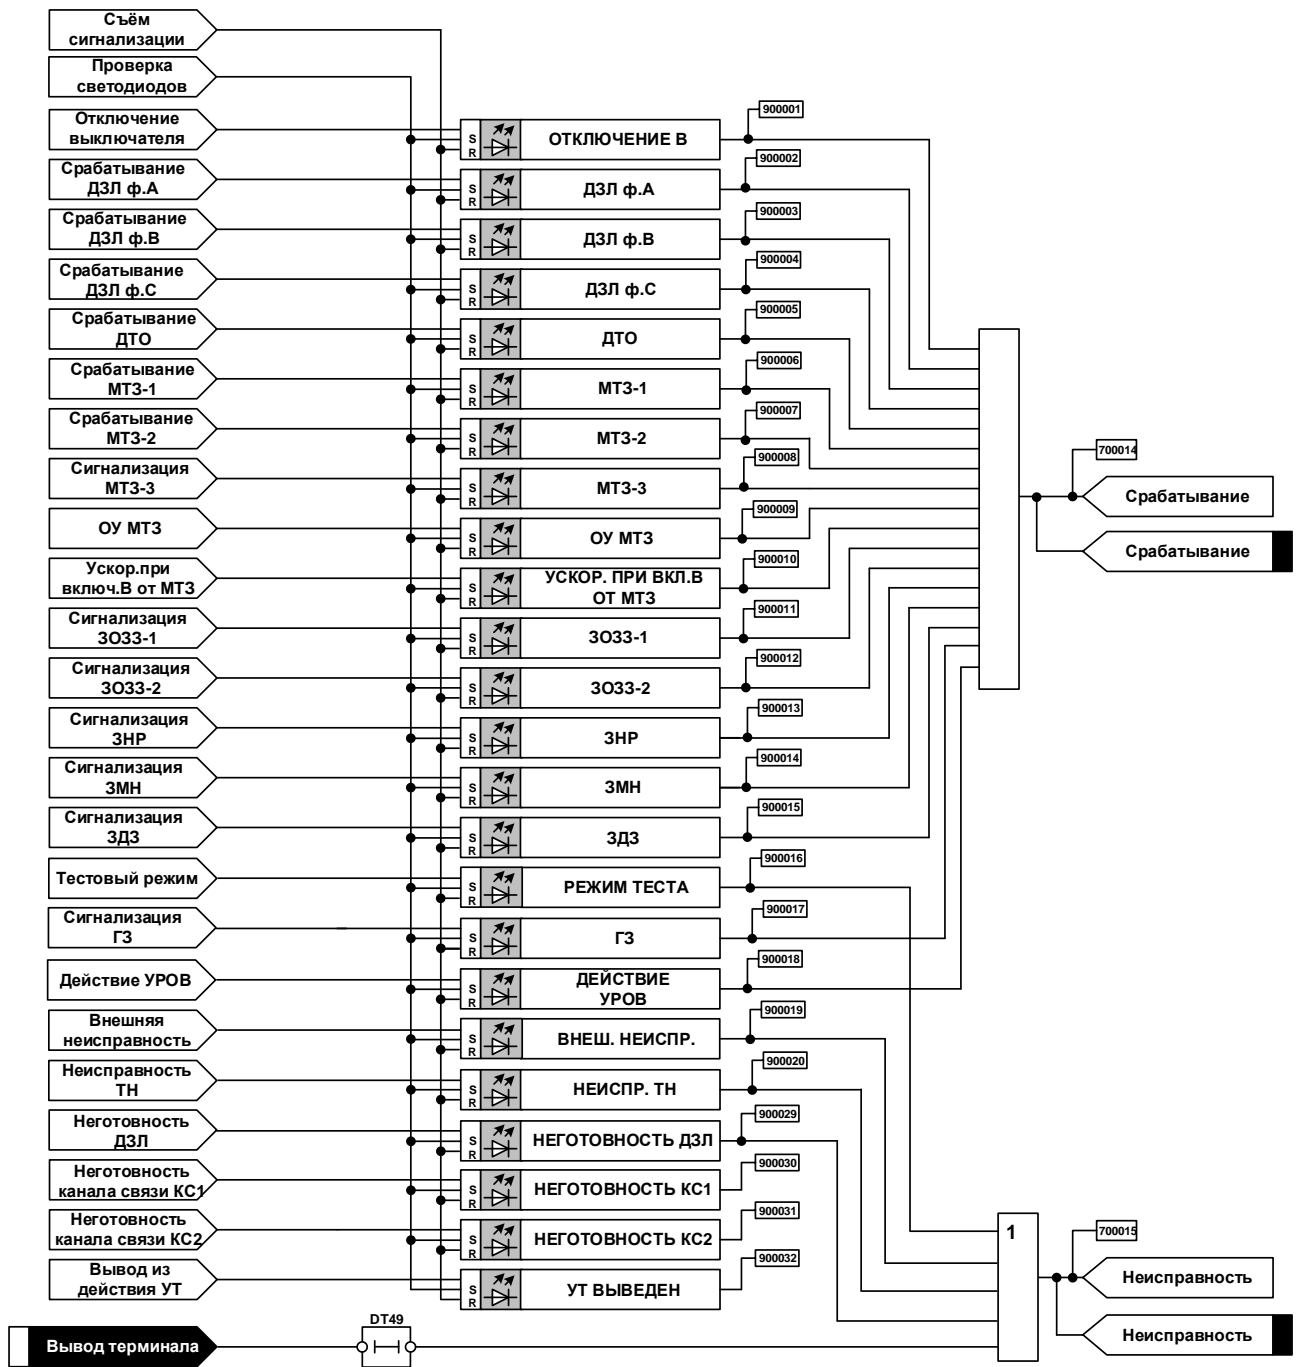 Съём
сигнализации
Проверка
светодиодов
Отключение
выключателя
S
R
ОТКЛЮЧЕНИЕ В
900001
Срабатывание
ДЗЛ ф.А
S
R
ДЗЛ ф.А
900002
Срабатывание
ДЗЛ ф.В
S
R
ДЗЛ ф.В
900003
Срабатывание
ДЗЛ ф.С
S
R
ДЗЛ ф.С
900004
Срабатывание
ДТО
S
R
ДТО
900005
Срабатывание
МТЗ-1
S
R
МТЗ-1
900006
Срабатывание
МТЗ-2
S
R
МТЗ-2
900007
Сигнализация
МТЗ-3
S
R
МТЗ-3
900008
700014
Срабатывание
Срабатывание
ОУ МТЗ
S
R
ОУ МТЗ
900009
Ускор.при
включ.В от МТЗ
S
R
УСКОР. ПРИ ВКЛ.В
ОТ МТЗ
900010
Сигнализация
ЗОЗЗ-1
S
R
ЗОЗЗ-1
900011
Сигнализация
ЗОЗЗ-2
S
R
ЗОЗЗ-2
900012
Сигнализация
ЗНР
S
R
ЗНР
900013
Сигнализация
ЗМН
S
R
ЗМН
900014
Сигнализация
ЗДЗ
S
R
ЗДЗ
900015
Тестовый режим
S
R
РЕЖИМ ТЕСТА
900016
Сигнализация
ГЗ
S
R
ГЗ
900017
Действие УРОВ
S
R
ДЕЙСТВИЕ
УРОВ
900018
Внешняя
неисправность
S
R
ВНЕШ. НЕИСПР.
900019
Неисправность
ТН
S
R
НЕИСПР. ТН
900020
Неготовность
ДЗЛ
S
R
НЕГОТОВНОСТЬ ДЗЛ
900029
Неготовность
канала связи КС1
S
R
НЕГОТОВНОСТЬ КС1
900030
Неготовность
канала связи КС2
S
R
НЕГОТОВНОСТЬ КС2
900031
1
700015
Неисправность
Неисправность
Вывод из
действия УТ
S
R
УТ ВЫВЕДЕН
900032
Вывод терминала
DT49